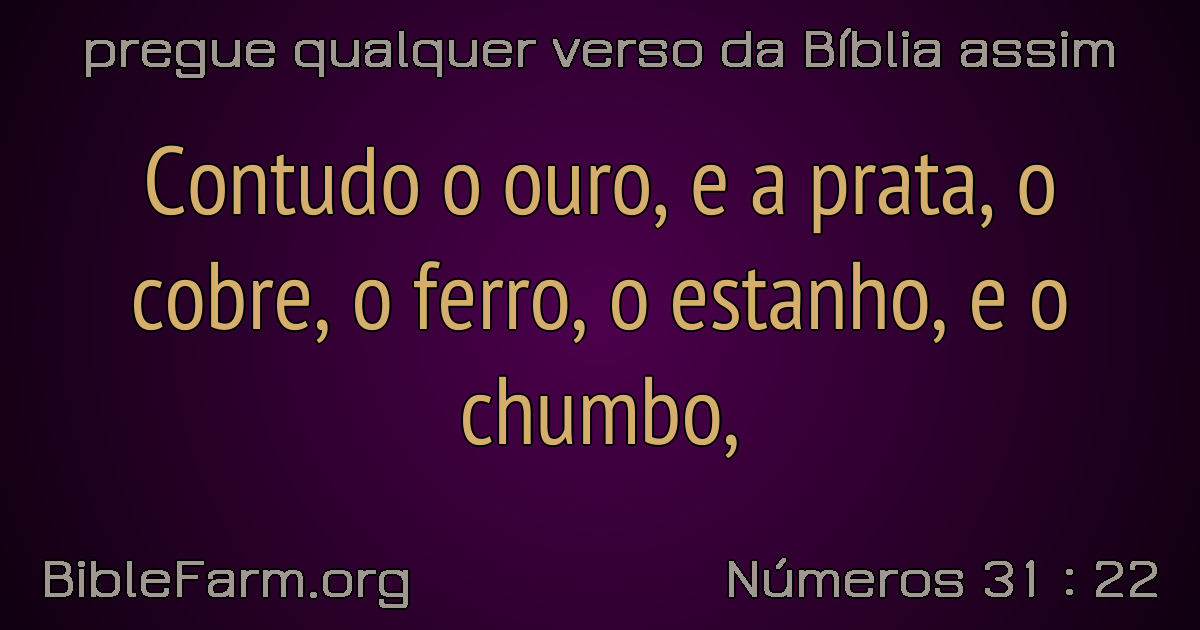 pregue qualquer verso da Bíblia assim
Contudo o ouro, e a prata, o
cobre, o ferro, o estanho, e o
chumbo,
BibleFarm.org
Números 31 : 22